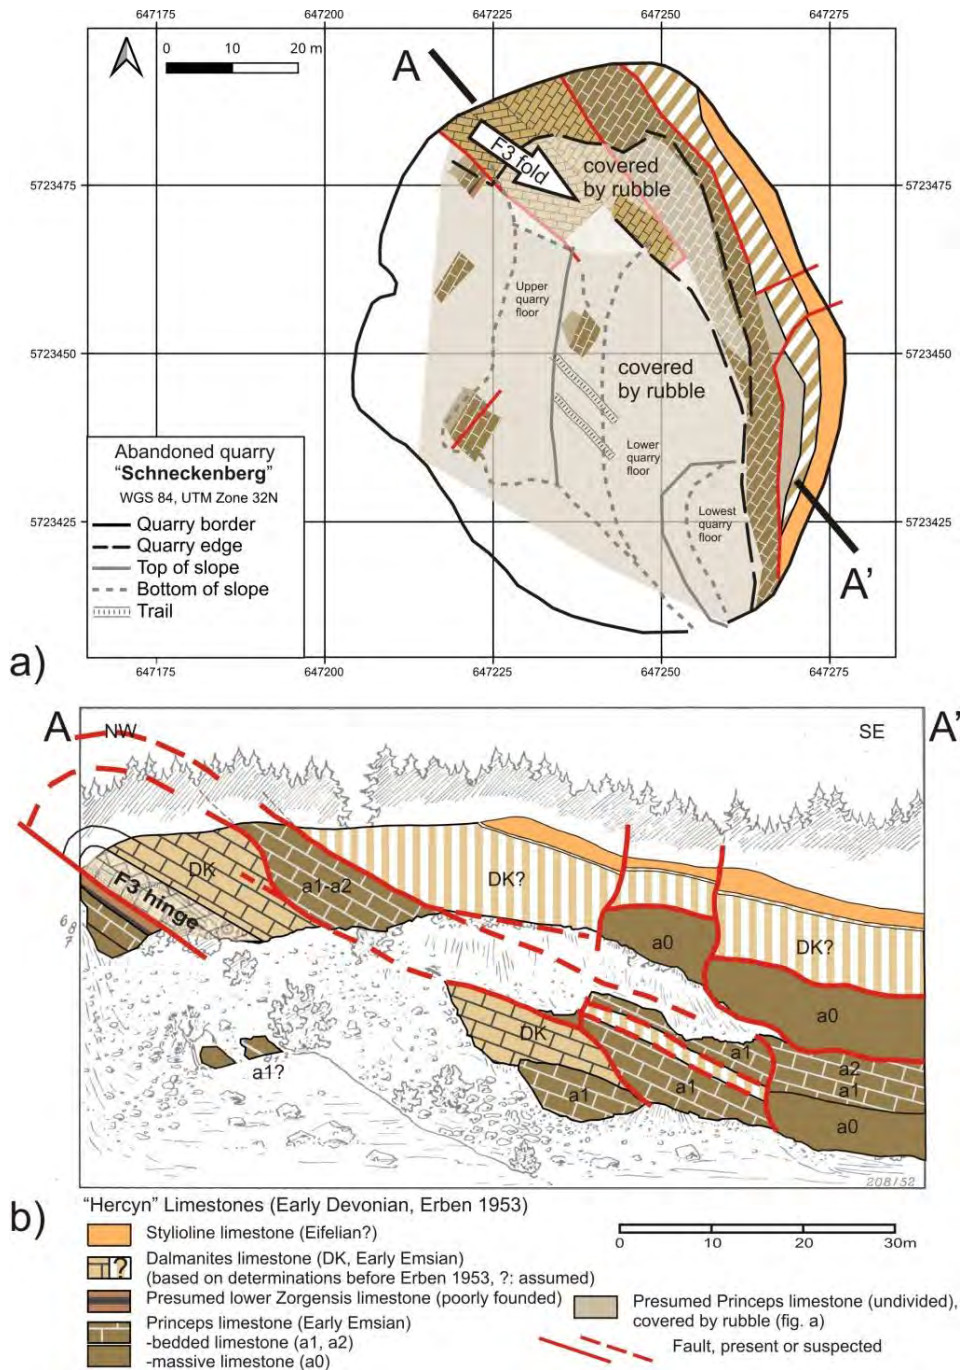 647175 647200 647225 647250 647275
0 10 20 m
A
F3 fold
covered
by rubble
5723475 5723475
Upper
quarry
floor
5723450 5723450
covered
by rubble
Lower
quarry
floor
Lowest
quarry
floor
5723425 5723425
Abandoned quarry
"Schneckenberg"
WGS 84, UTM Zone 32N
Quarry border
Quarry edge
Top of slope
Bottom of slope
Trail
A'
a)
647175 647200 647225 647250 647275
A NW SE A'
DK
a1-a2
DK?
F3 hinge
6 8
7
a0
DK?
a0
DK
a1
a2
a1
a1?
a1
a1
a0
208/52
b)
"Hercyn" Limestones (Early Devonian, Erben 1953)
Stylioline limestone (Eifelian?)
? Dalmanites limestone (DK, Early Emsian)
(based on determinations before Erben 1953, ?: assumed)
Presumed lower Zorgensis limestone (poorly founded)
Princeps limestone (Early Emsian)
-bedded limestone (a1, a2)
-massive limestone (a0)
0 10 20 30m
Presumed Princeps limestone (undivided),
covered by rubble (fig. a)
Fault, present or suspected